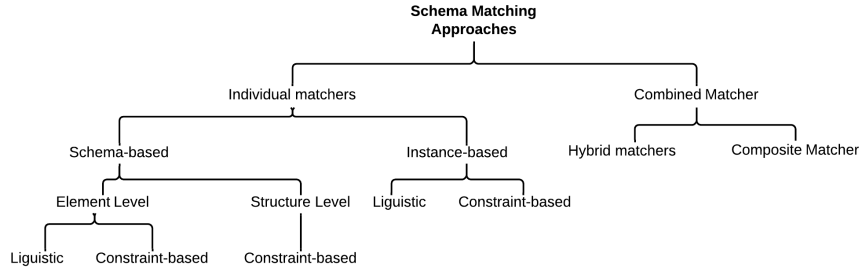 Schema Matching
Approaches
Individual matchers
Combined Matcher
Schema-based
Instance-based
Hybrid matchers
Composite Matcher
Element Level
Structure Level
Liguistic
Constraint-based
Liguistic
Constraint-based
Constraint-based